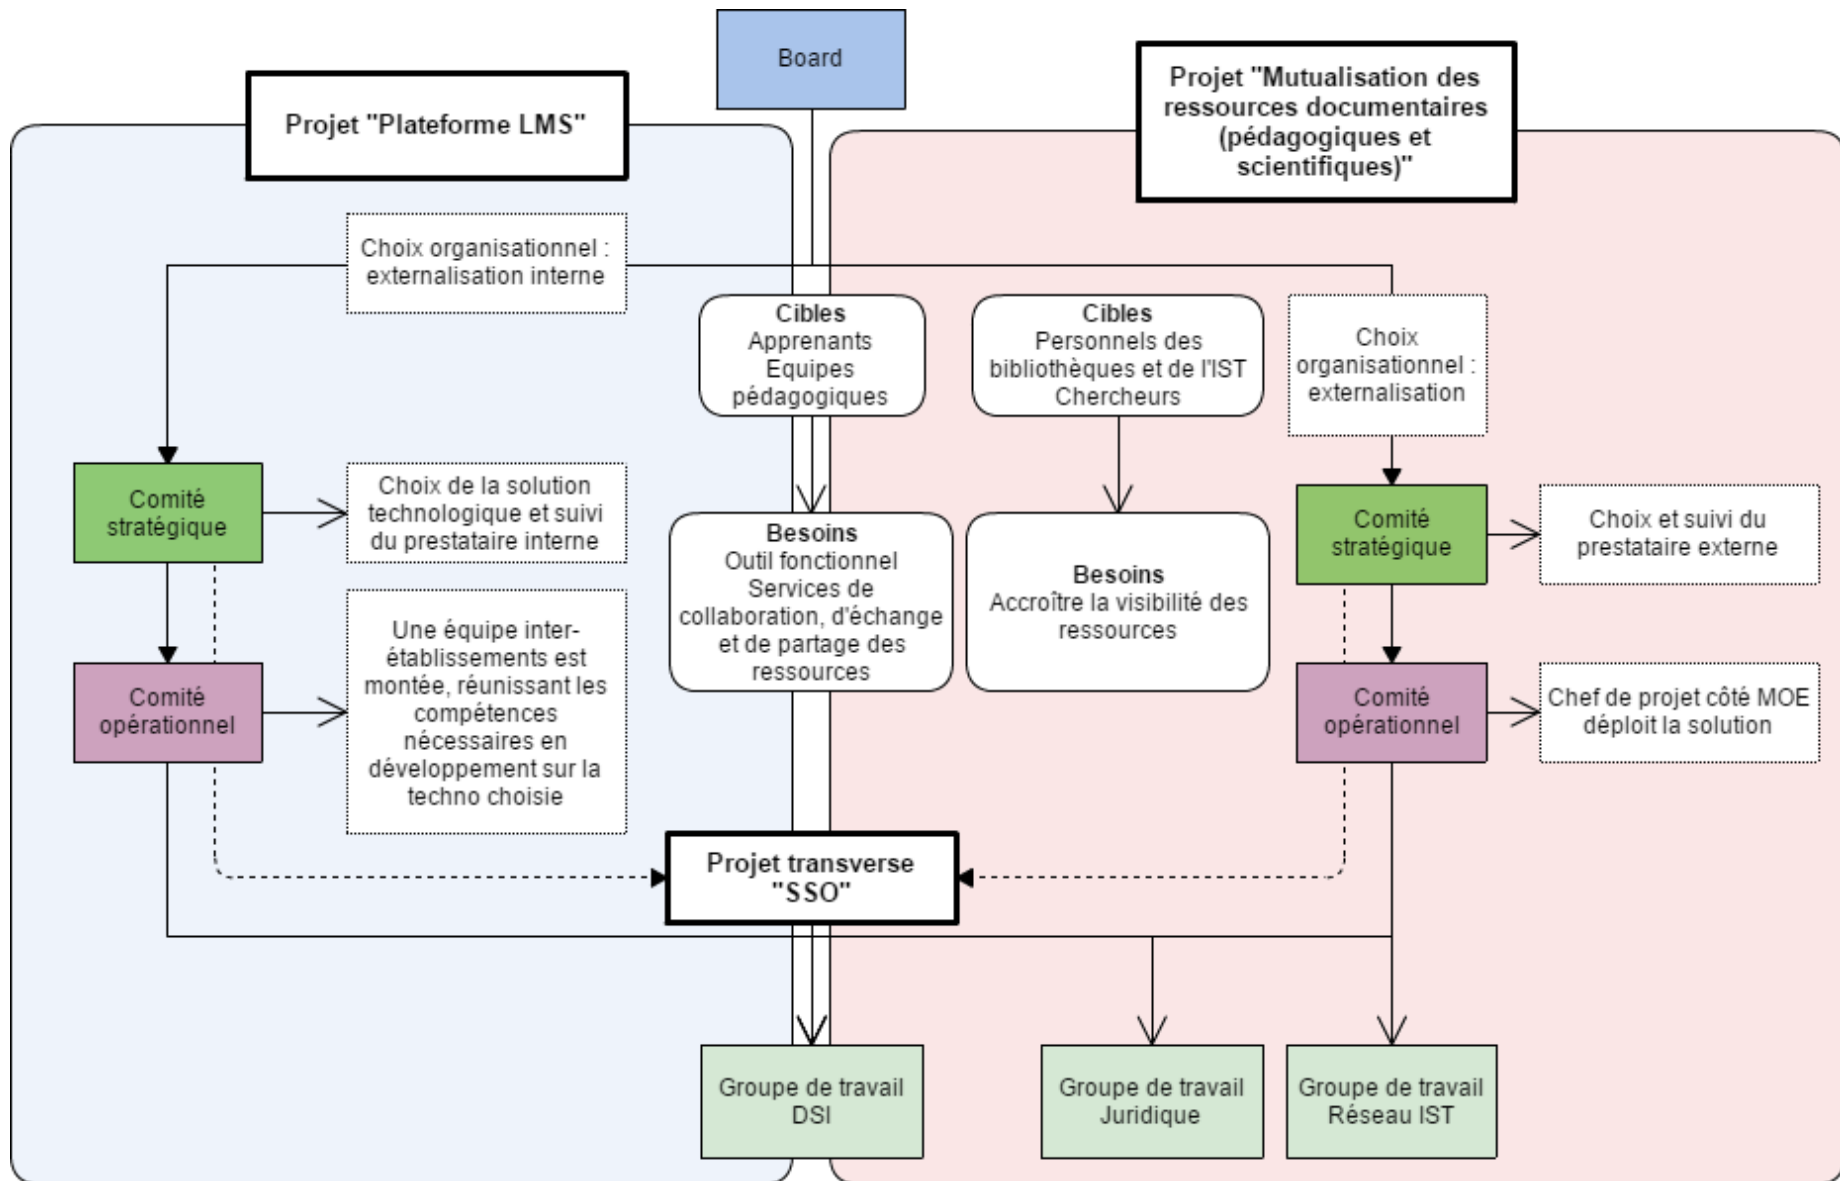 Board
Projet "Plateforme LMS"
Projet "Mutualisation des
ressources documentaires
(pédagogiques et
scientifiques)"
Choix organisationnel :
externalisation interne
Cibles
Apprenants
Equipes
pédagogiques
Cibles
Personnels des
bibliothèques et de l'IST
Chercheurs
Choix
organisationnel :
externalisation
Comité
stratégique
Choix de la solution
technologique et suivi
du prestataire interne
Besoins
Outil fonctionnel
Services de
collaboration, d'échange
et de partage des
ressources
Besoins
Accroître la visibilité des
ressources
Comité
stratégique
Choix et suivi du
prestataire externe
Comité
opérationnel
Une équipe inter-
établissements est
montée, réunissant les
compétences
nécessaires en
développement sur la
techno choisie
Comité
opérationnel
Chef de projet côté MOE
déploit la solution
Projet transverse
"SSO"
Groupe de travail
DSI
Groupe de travail
Juridique
Groupe de travail
Réseau IST